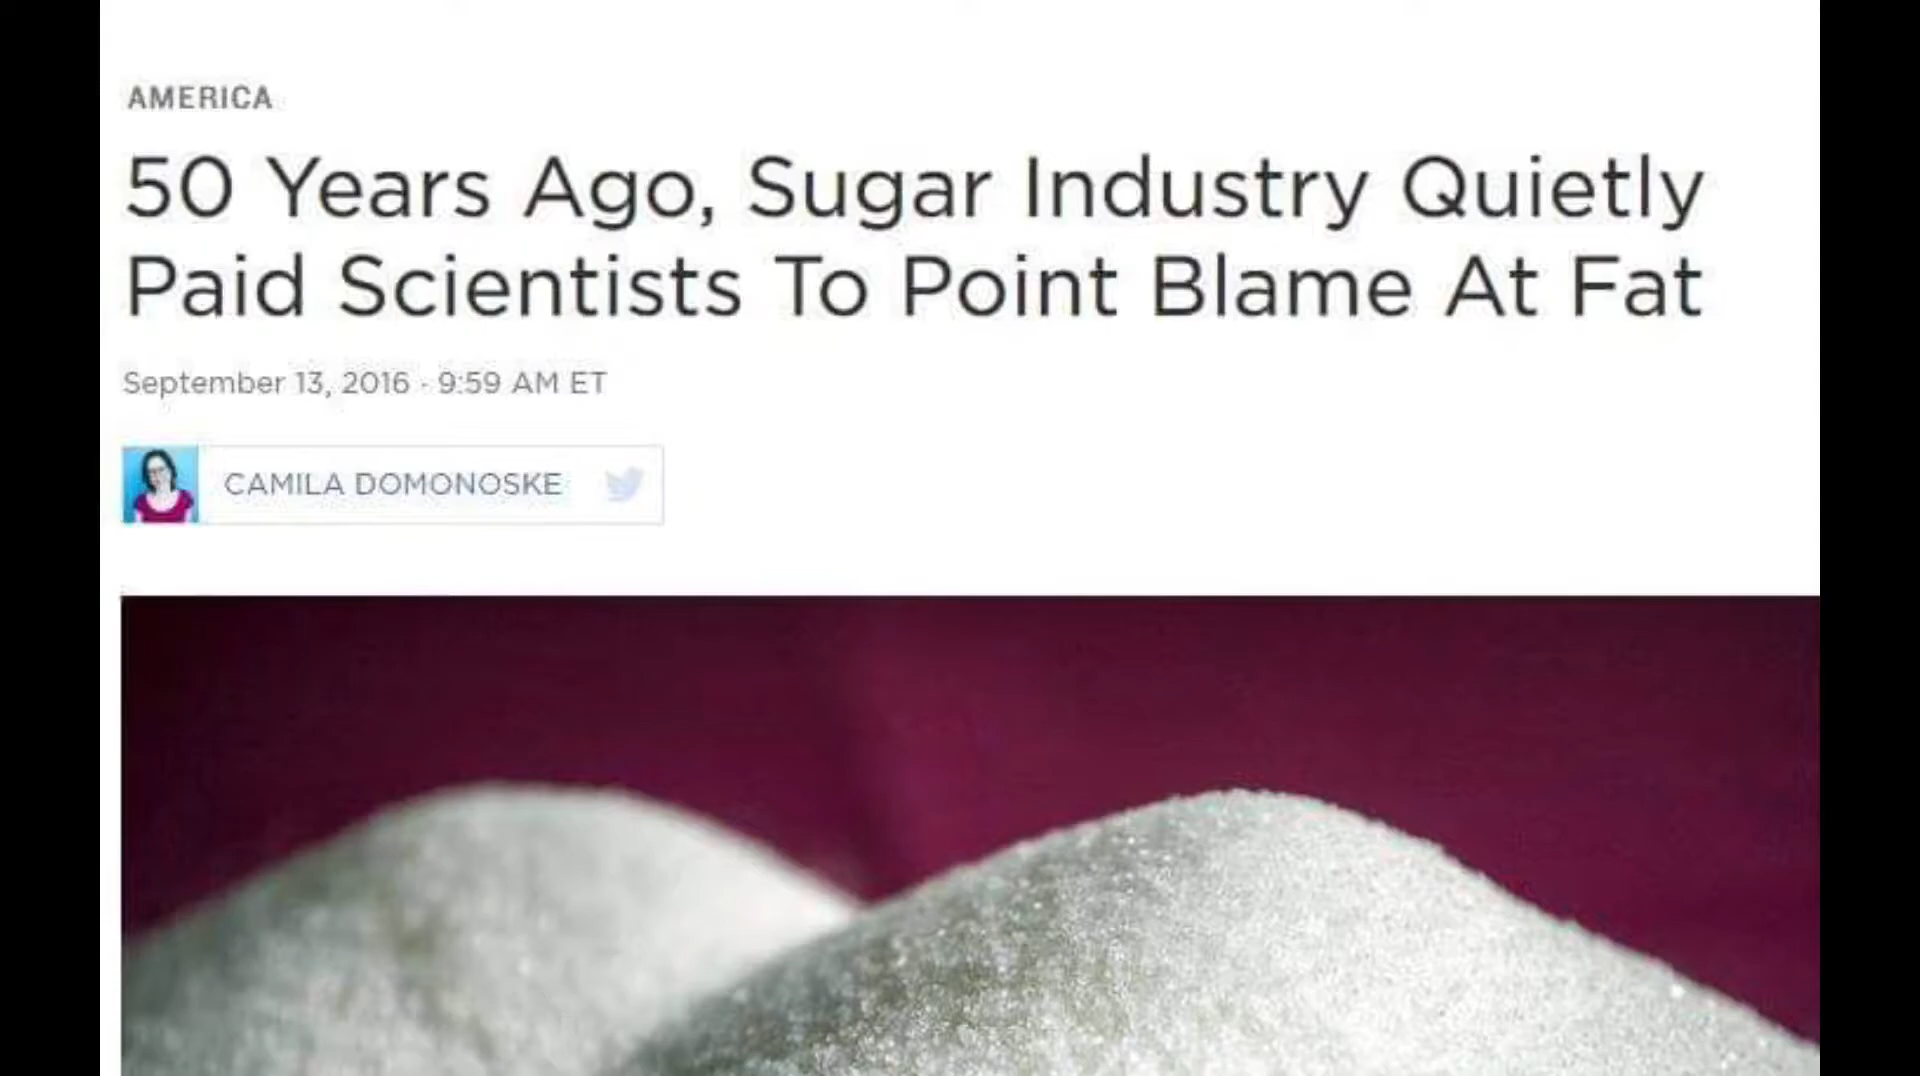 AMERICA
50 Years Ago, Sugar Industry Quietly
Paid Scientists To Point Blame At Fat
September 13, 2016 · 9:59 AM ET
CAMILA DOMONOSKE